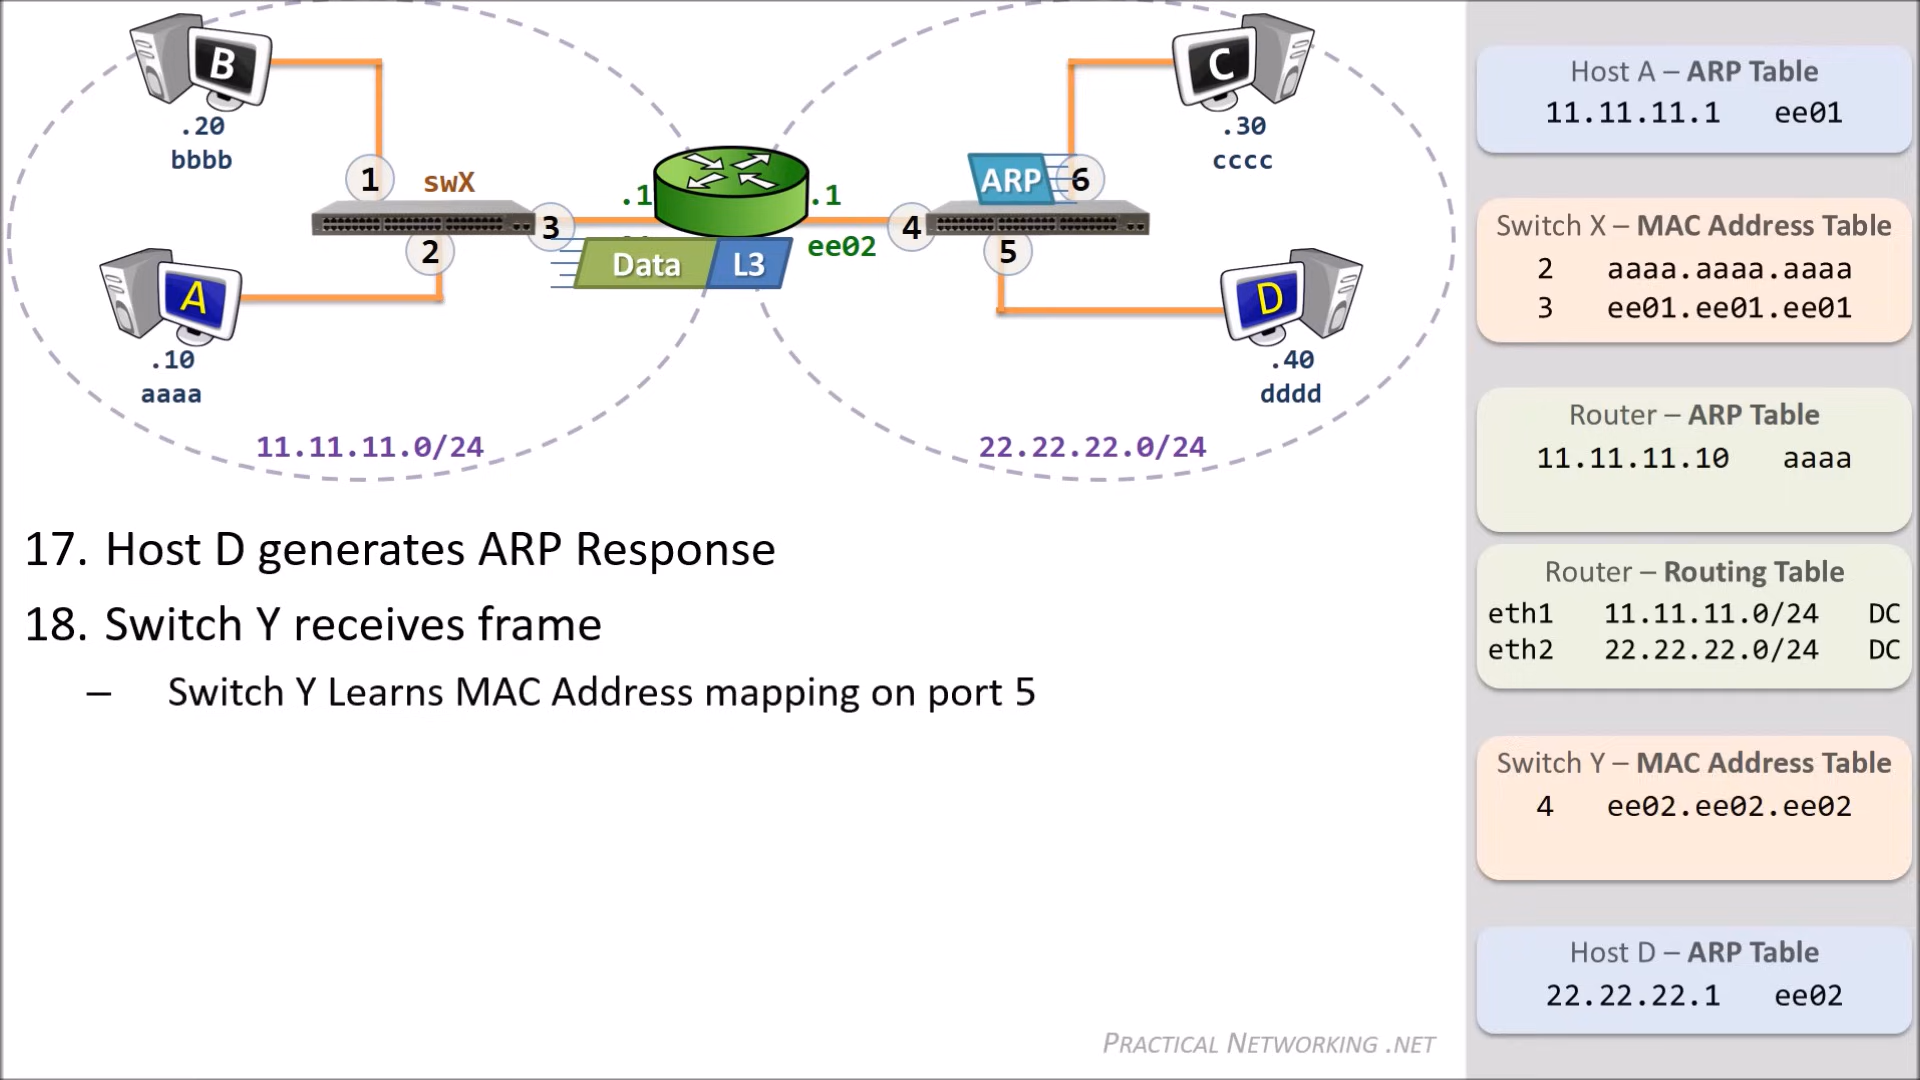 B
.20
bbbb
1
swX
3
2
A
.10
aaaa
11.11.11.0/24
.1
.1
ee02
Data
L3
ARP
6
4
5
C
.30
cccc
D
.40
dddd
22.22.22.0/24
17. Host D generates ARP Response
18. Switch Y receives frame
– Switch Y Learns MAC Address mapping on port 5
PRACTICAL NETWORKING .NET
Host A – ARP Table
11.11.11.1 ee01
Switch X – MAC Address Table
2 aaaa.aaaa.aaaa
3 ee01.ee01.ee01
Router – ARP Table
11.11.11.10 aaaa
Router – Routing Table
eth1 11.11.11.0/24 DC
eth2 22.22.22.0/24 DC
Switch Y – MAC Address Table
4 ee02.ee02.ee02
Host D – ARP Table
22.22.22.1 ee02